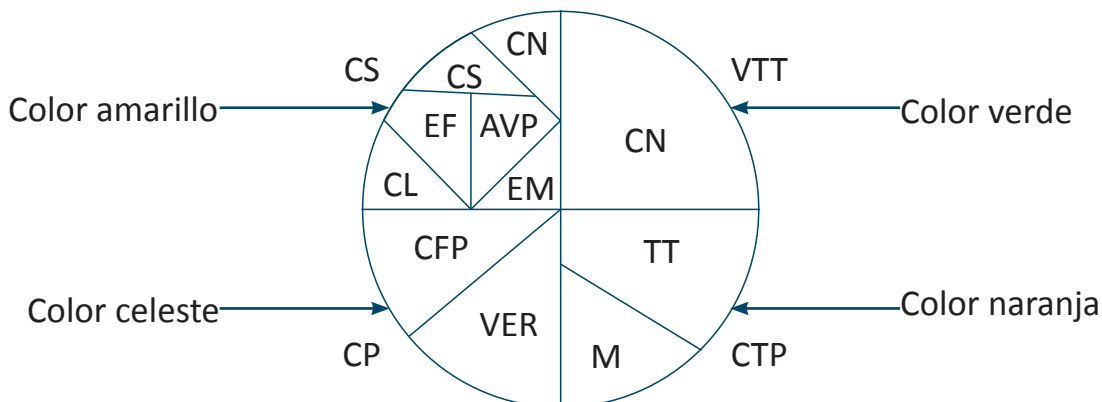 CN
CS
CS
VTT
Color amarillo
Color verde
EF
AVP
CN
CL
EM
CFP
TT
Color celeste
Color naranja
VER
CP
M
CTP